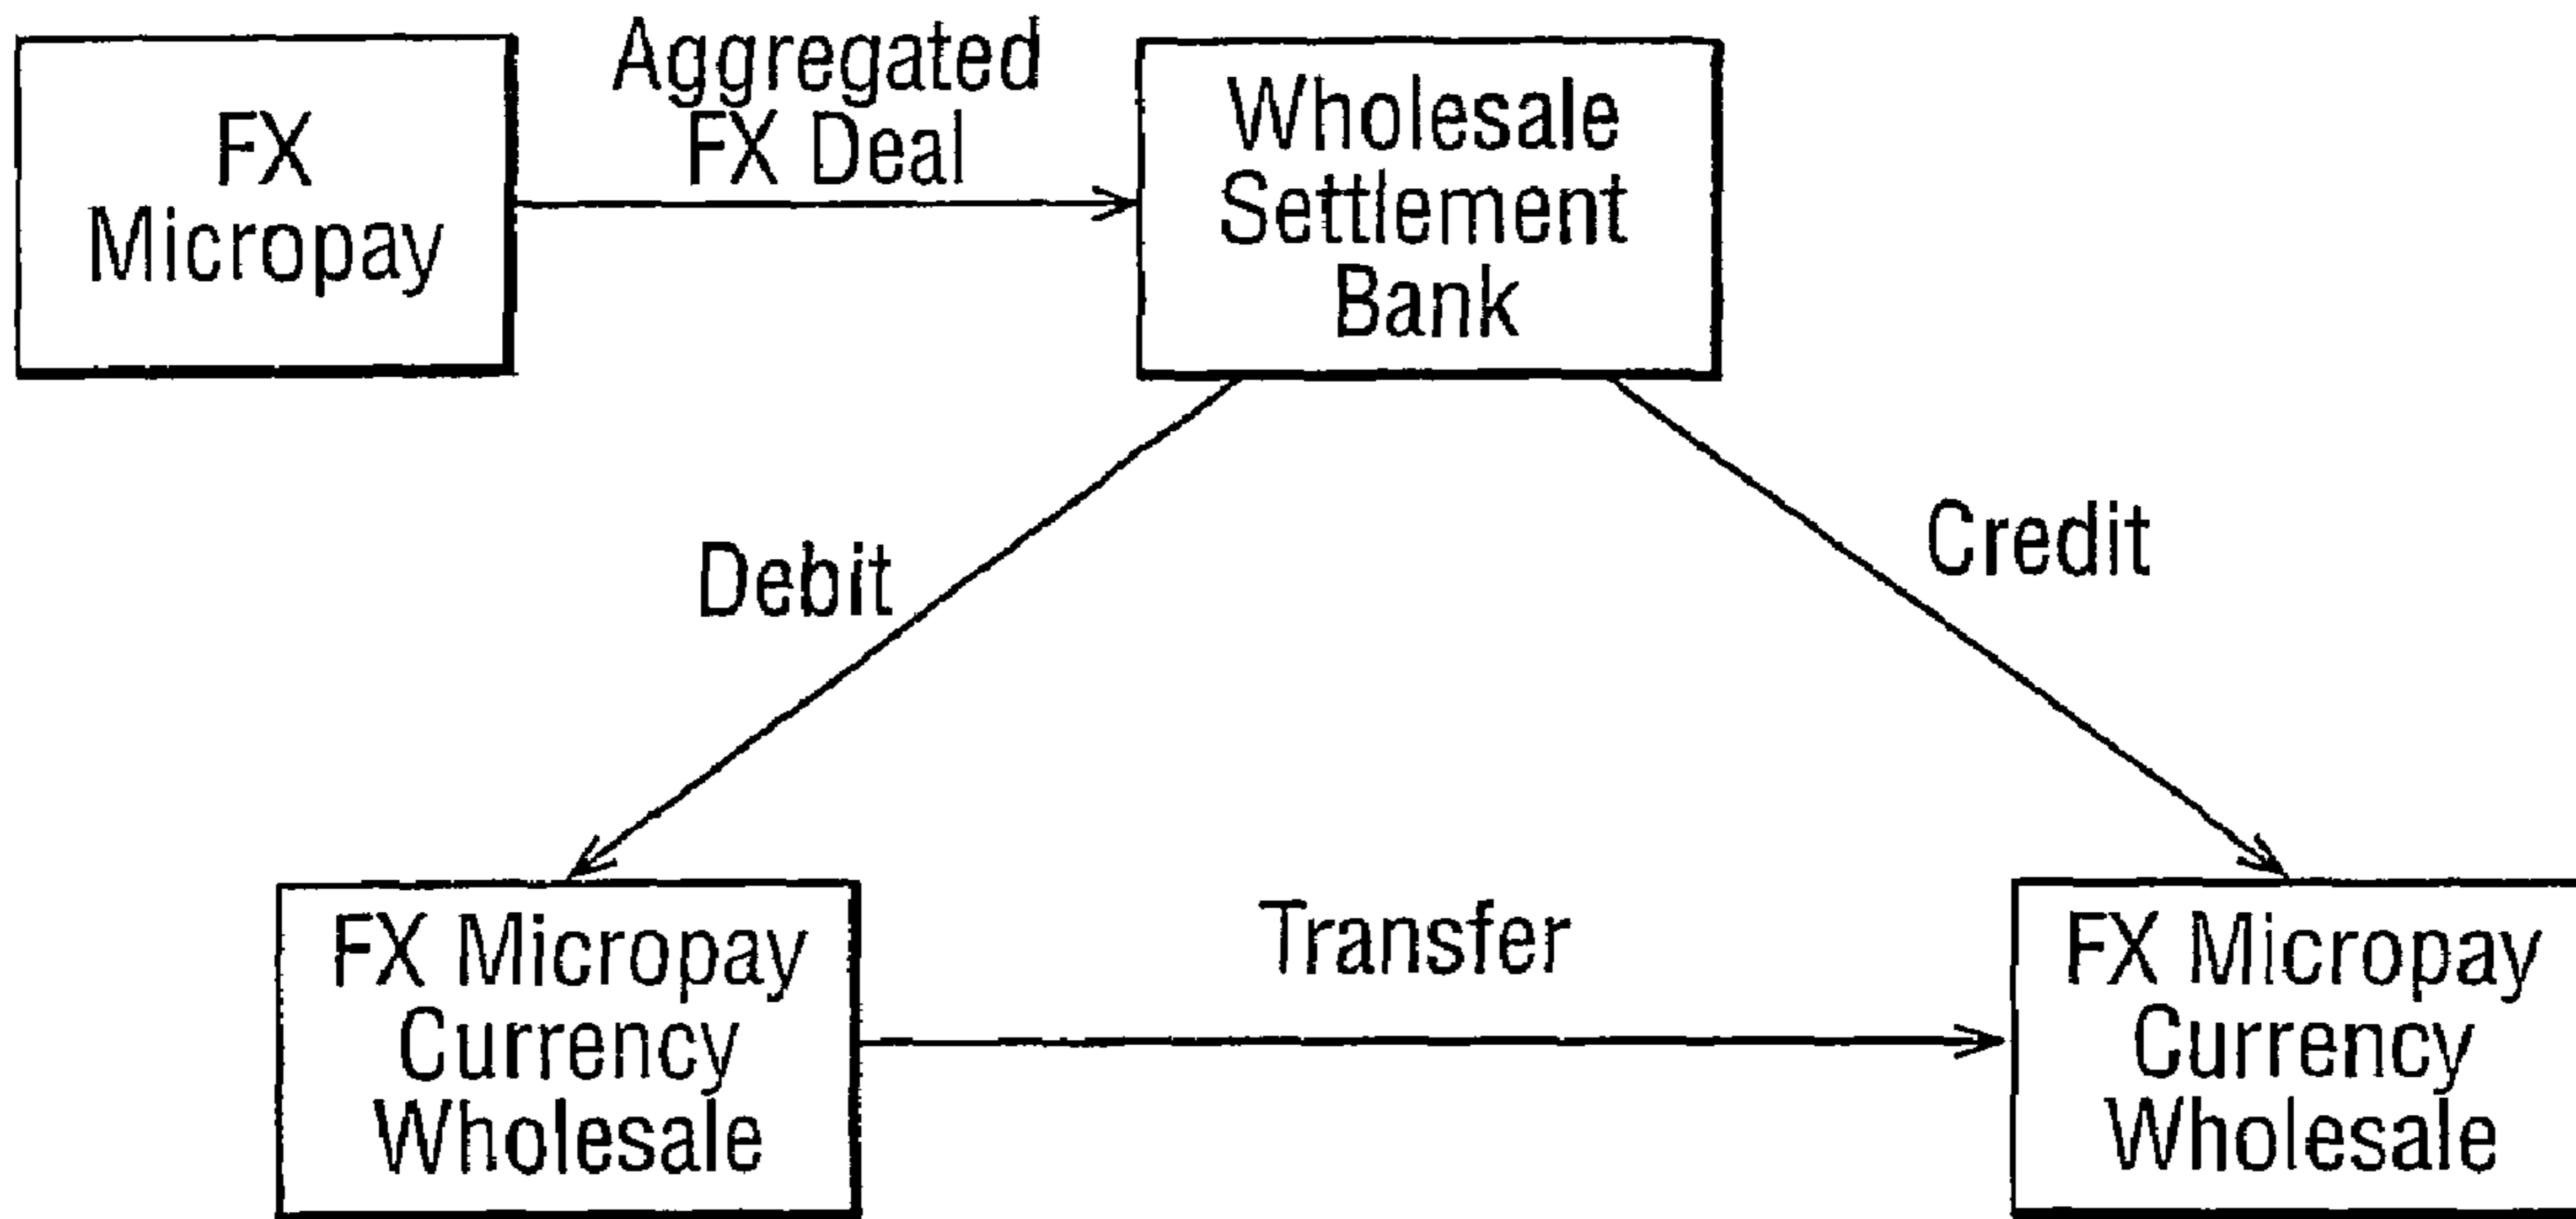 FX
Micropay
Aggregated
FX Deal
Wholesale
Settlement
Bank
Debit
Credit
FX Micropay
Currency
Wholesale
Transfer
FX Micropay
Currency
Wholesale